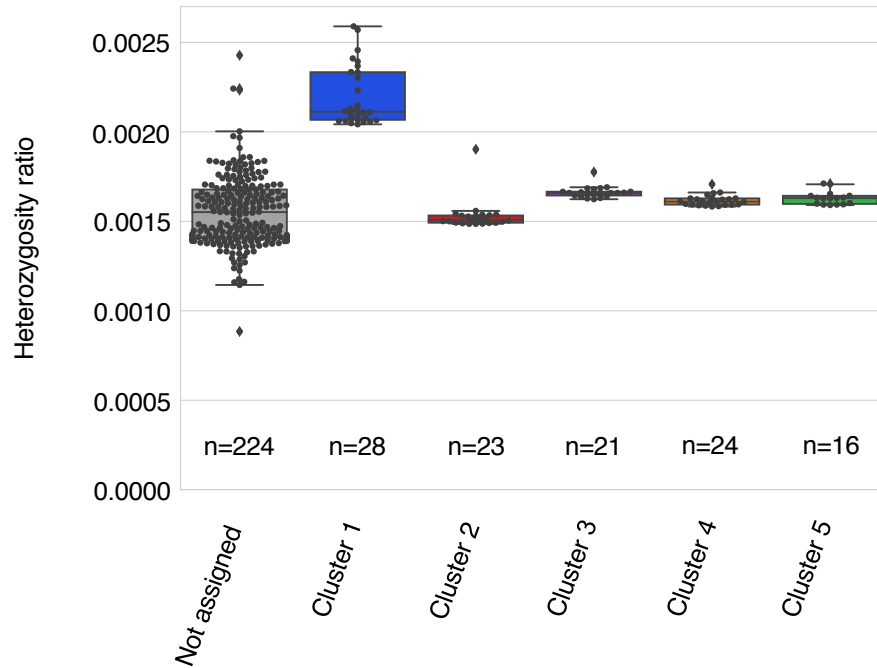 Heterozygosity ratio
0.0025
0.0020
0.0015
0.0010
0.0005
0.0000
n=224 n=28 n=23 n=21 n=24 n=16
Not assigned
Cluster 1
Cluster 2
Cluster 3
Cluster 4
Cluster 5